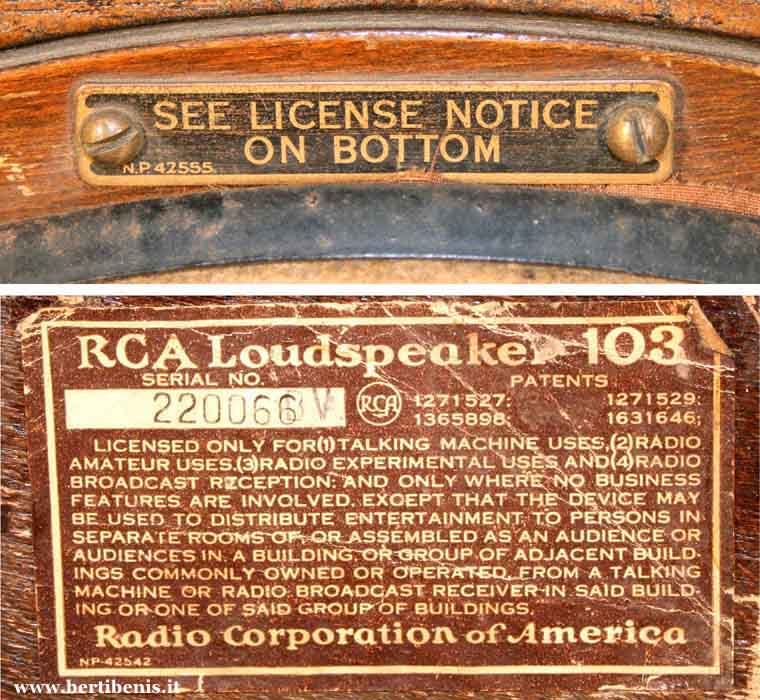 SEE LICENSE NOTICE
ON BOTTOM
N.P. 42555.
RCA Loudspeaker 103
SERIAL NO.
PATENTS
220066 V
RCA
1271527; 1271529;
1365898; 1631646;
LICENSED ONLY FOR(1)TALKING MACHINE USES,(2)RADIO
AMATEUR USES,(3)RADIO EXPERIMENTAL USES AND(4)RADIO
BROADCAST RECEPTION: AND ONLY WHERE NO BUSINESS
FEATURES ARE INVOLVED, EXCEPT THAT THE DEVICE MAY
BE USED TO DISTRIBUTE ENTERTAINMENT TO PERSONS IN
SEPARATE ROOMS OF, OR ASSEMBLED AS AN AUDIENCE OR
AUDIENCES IN A BUILDING OR GROUP OF ADJACENT BUILD-
INGS COMMONLY OWNED OR OPERATED, FROM A TALKING
MACHINE OR RADIO BROADCAST RECEIVER IN SAID BUILD-
ING OR ONE OF SAID GROUP OF BUILDINGS.
Radio Corporation of America
NP-42542
www.bertibenis.it